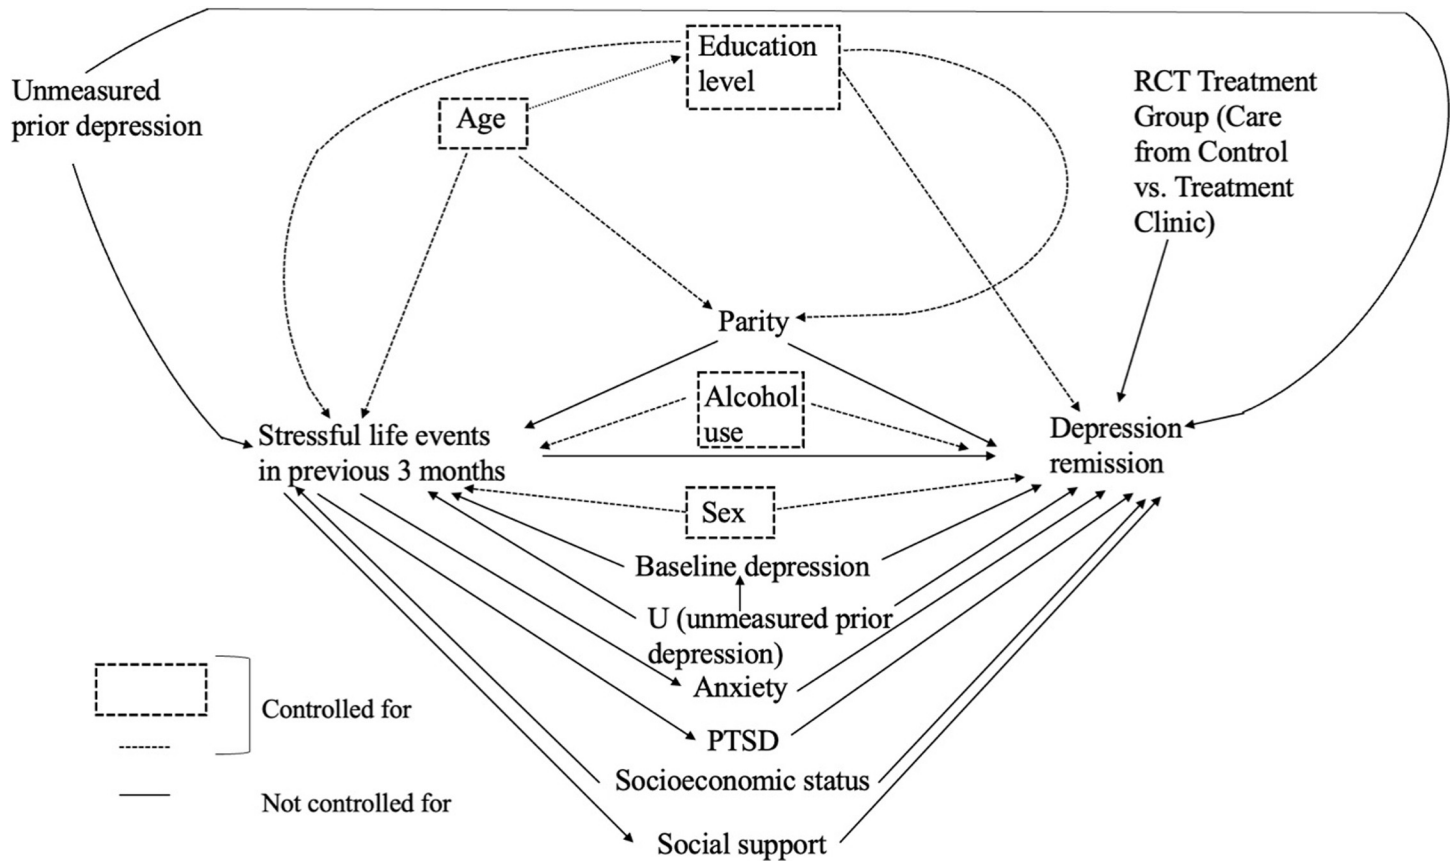 Unmeasured
prior depression
Education
level
Age
RCT Treatment
Group (Care
from Control
vs. Treatment
Clinic)
Parity
Alcohol
use
Stressful life events
in previous 3 months
Depression
remission
Sex
Baseline depression
U (unmeasured prior
depression)
Anxiety
PTSD
Socioeconomic status
Social support
Controlled for
Not controlled for